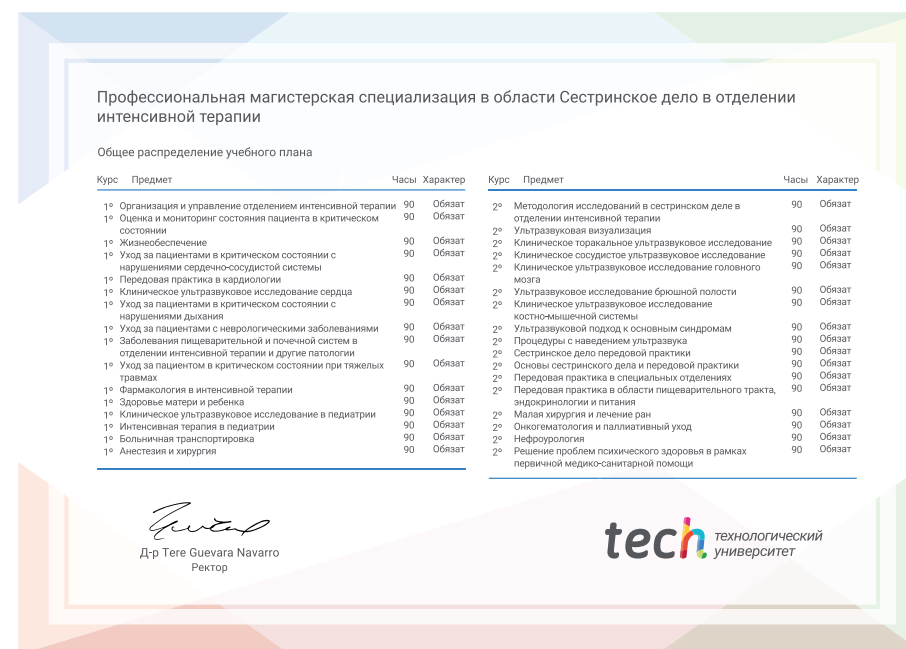 Профессиональная магистерская специализация в области Сестринское дело в отделении
интенсивной терапии
Общее распределение учебного плана
Курс Предмет Часы Характер
1º Организация и управление отделением интенсивной терапии 90 Обязат
1º Оценка и мониторинг состояния пациента в критическом 90 Обязат
состоянии
1º Жизнеобеспечение 90 Обязат
1º Уход за пациентами в критическом состоянии с 90 Обязат
нарушениями сердечно-сосудистой системы
1º Передовая практика в кардиологии 90 Обязат
1º Клиническое ультразвуковое исследование сердца 90 Обязат
1º Уход за пациентами в критическом состоянии с 90 Обязат
нарушениями дыхания
1º Уход за пациентами с неврологическими заболеваниями 90 Обязат
1º Заболевания пищеварительной и почечной систем в 90 Обязат
отделении интенсивной терапии и другие патологии
1º Уход за пациентом в критическом состоянии при тяжелых 90 Обязат
травмах
1º Фармакология в интенсивной терапии 90 Обязат
1º Здоровье матери и ребенка 90 Обязат
1º Клиническое ультразвуковое исследование в педиатрии 90 Обязат
1º Интенсивная терапия в педиатрии 90 Обязат
1º Больничная транспортировка 90 Обязат
1º Анестезия и хирургия 90 Обязат
Курс Предмет Часы Характер
2º Методология исследований в сестринском деле в 90 Обязат
отделении интенсивной терапии
2º Ультразвуковая визуализация 90 Обязат
2º Клиническое торакальное ультразвуковое исследование 90 Обязат
2º Клиническое сосудистое ультразвуковое исследование 90 Обязат
2º Клиническое ультразвуковое исследование головного 90 Обязат
мозга
2º Ультразвуковое исследование брюшной полости 90 Обязат
2º Клиническое ультразвуковое исследование 90 Обязат
костно-мышечной системы
2º Ультразвуковой подход к основным синдромам 90 Обязат
2º Процедуры с наведением ультразвука 90 Обязат
2º Сестринское дело передовой практики 90 Обязат
2º Основы сестринского дела и передовой практики 90 Обязат
2º Передовая практика в специальных отделениях 90 Обязат
2º Передовая практика в области пищеварительного тракта, 90 Обязат
эндокринологии и питания
2º Малая хирургия и лечение ран 90 Обязат
2º Онкогематология и паллиативный уход 90 Обязат
2º Нефроурология 90 Обязат
2º Решение проблем психического здоровья в рамках 90 Обязат
первичной медико-санитарной помощи
Д-р Tere Guevara Navarro
Ректор
tech технологический
университет